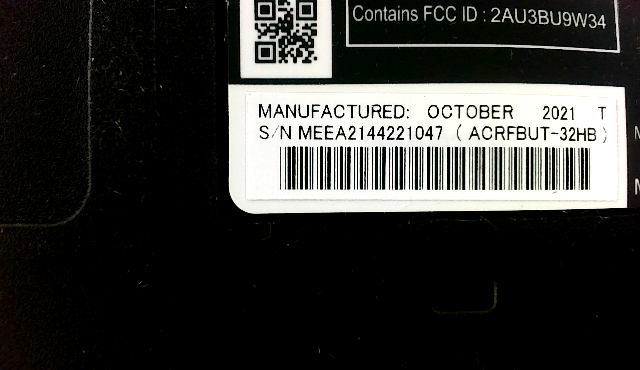 Contains FCC ID : 2AU3BU9W34
MANUFACTURED: OCTOBER 2021 T
S/N MEEA2144221047 ( ACRFBUT-32HB )